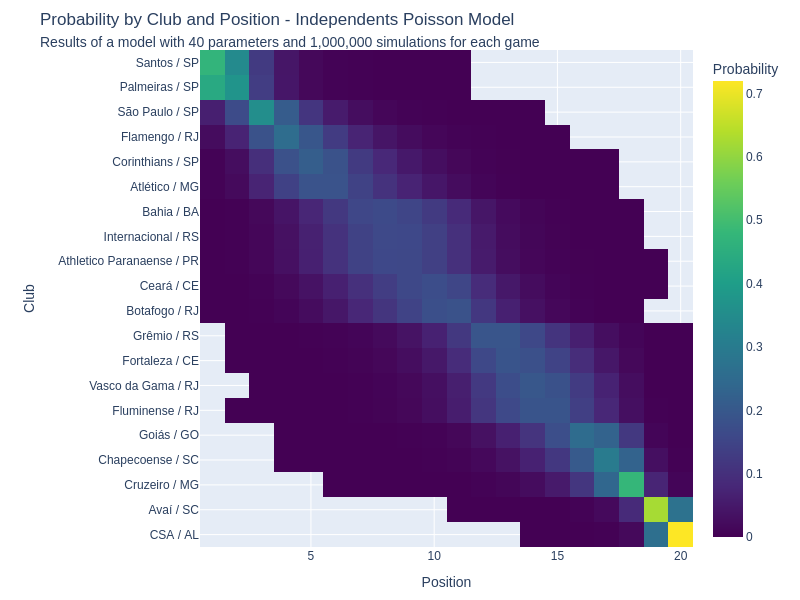 Probability by Club and Position - Independents Poisson Model
Results of a model with 40 parameters and 1,000,000 simulations for each game
Probability
Santos / SP
Palmeiras / SP
São Paulo / SP
Flamengo / RJ
Corinthians / SP
Atlético / MG
Bahia / BA
Internacional / RS
Athletico Paranaense / PR
Ceará / CE
Botafogo / RJ
Grêmio / RS
Fortaleza / CE
Vasco da Gama / RJ
Fluminense / RJ
Goiás / GO
Chapecoense / SC
Cruzeiro / MG
Avaí / SC
CSA / AL
Club
5 10 15 20
Position
0.7
0.6
0.5
0.4
0.3
0.2
0.1
0